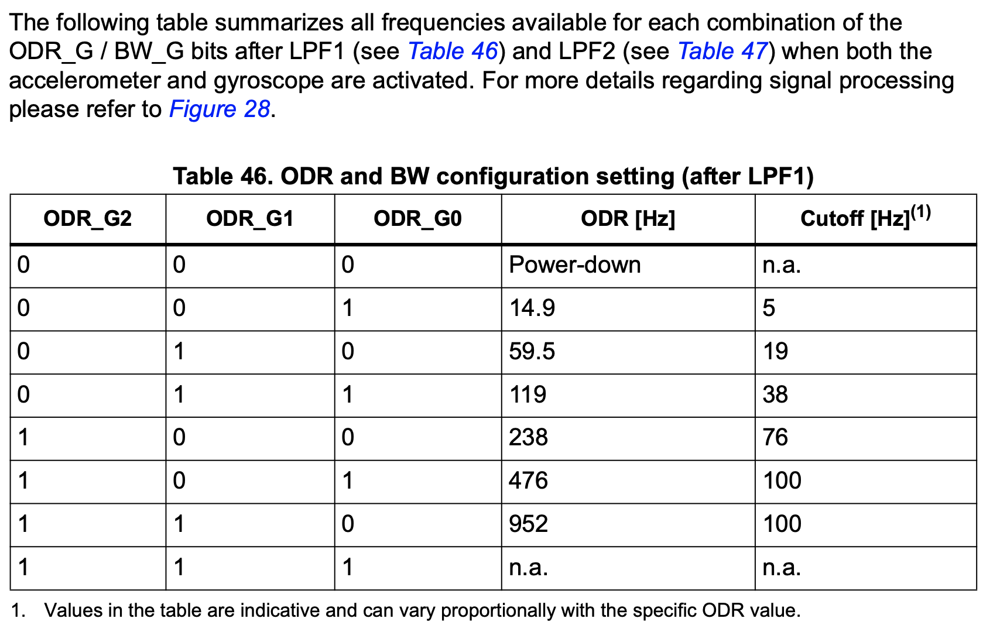 The following table summarizes all frequencies available for each combination of the
ODR_G / BW_G bits after LPF1 (see Table 46) and LPF2 (see Table 47) when both the
accelerometer and gyroscope are activated. For more details regarding signal processing
please refer to Figure 28.
Table 46. ODR and BW configuration setting (after LPF1)
ODR_G2 ODR_G1 ODR_G0 ODR [Hz] Cutoff [Hz](1)
0 0 0 Power-down n.a.
0 0 1 14.9 5
0 1 0 59.5 19
0 1 1 119 38
1 0 0 238 76
1 0 1 476 100
1 1 0 952 100
1 1 1 n.a. n.a.
1. Values in the table are indicative and can vary proportionally with the specific ODR value.